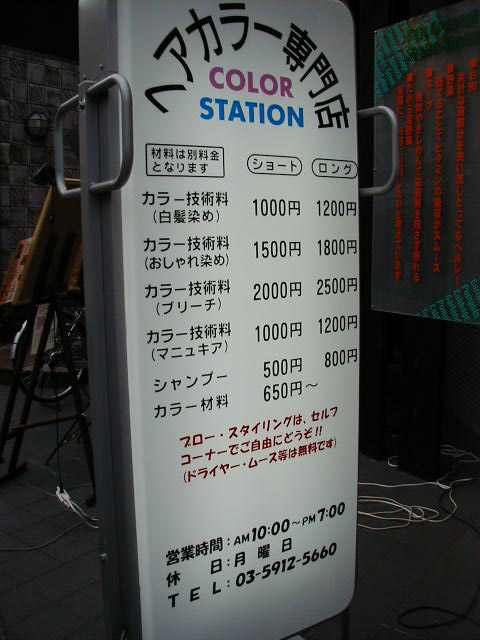 ヘアカラー専門店
COLOR
STATION
材料は別料金
となります
ショート ロング
カラー技術料
(白髪染め) 1000円 1200円
カラー技術料
(おしゃれ染め) 1500円 1800円
カラー技術料
(ブリーチ) 2000円 2500円
カラー技術料
(マニュキア) 1000円 1200円
シャンプー 500円 800円
カラー材料 650円〜
ブロー・スタイリングは、セルフ
コーナーでご自由にどうぞ!!
(ドライヤー・ムース等は無料です)
営業時間:AM10:00〜PM7:00
休 日:月 曜 日
TEL:03-5912-5660